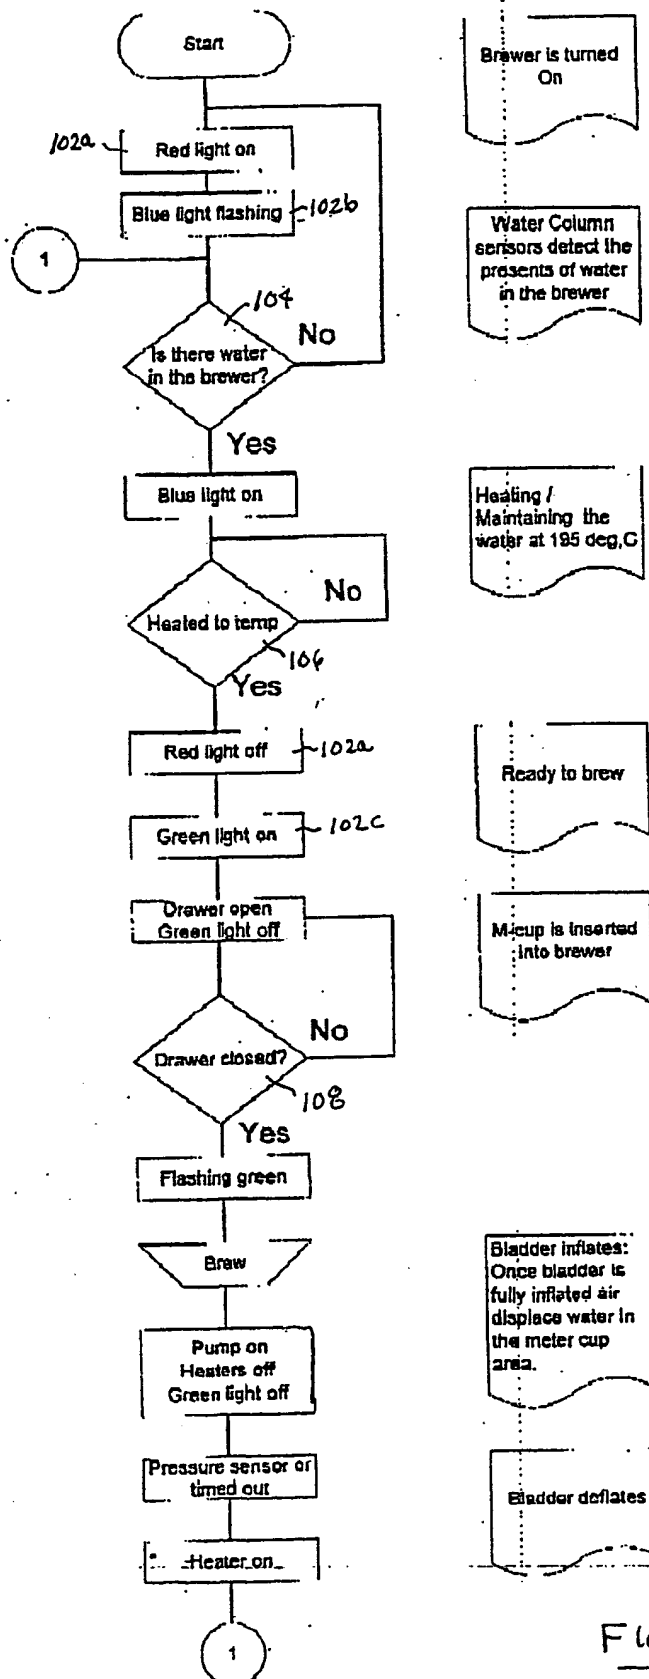 Start
Brewer is turned
On
102a
Red light on
Blue light flashing
102b
1
Water Column
sensors detect the
presents of water
in the brewer
104
No
Is there water
in the brewer?
Yes
Blue light on
Heating /
Maintaining the
water at 195 deg,C
No
Heated to temp
106
Yes
Red light off
102a
Ready to brew
Green light on
102c
Drawer open
Green light off
M-cup is inserted
into brewer
No
Drawer closed?
108
Yes
Flashing green
Brew
Bladder inflates:
Once bladder is
fully inflated air
displace water in
the meter cup
area.
Pump on
Heaters off
Green light off
Pressure sensor or
timed out
Bladder deflates
Heater on
1